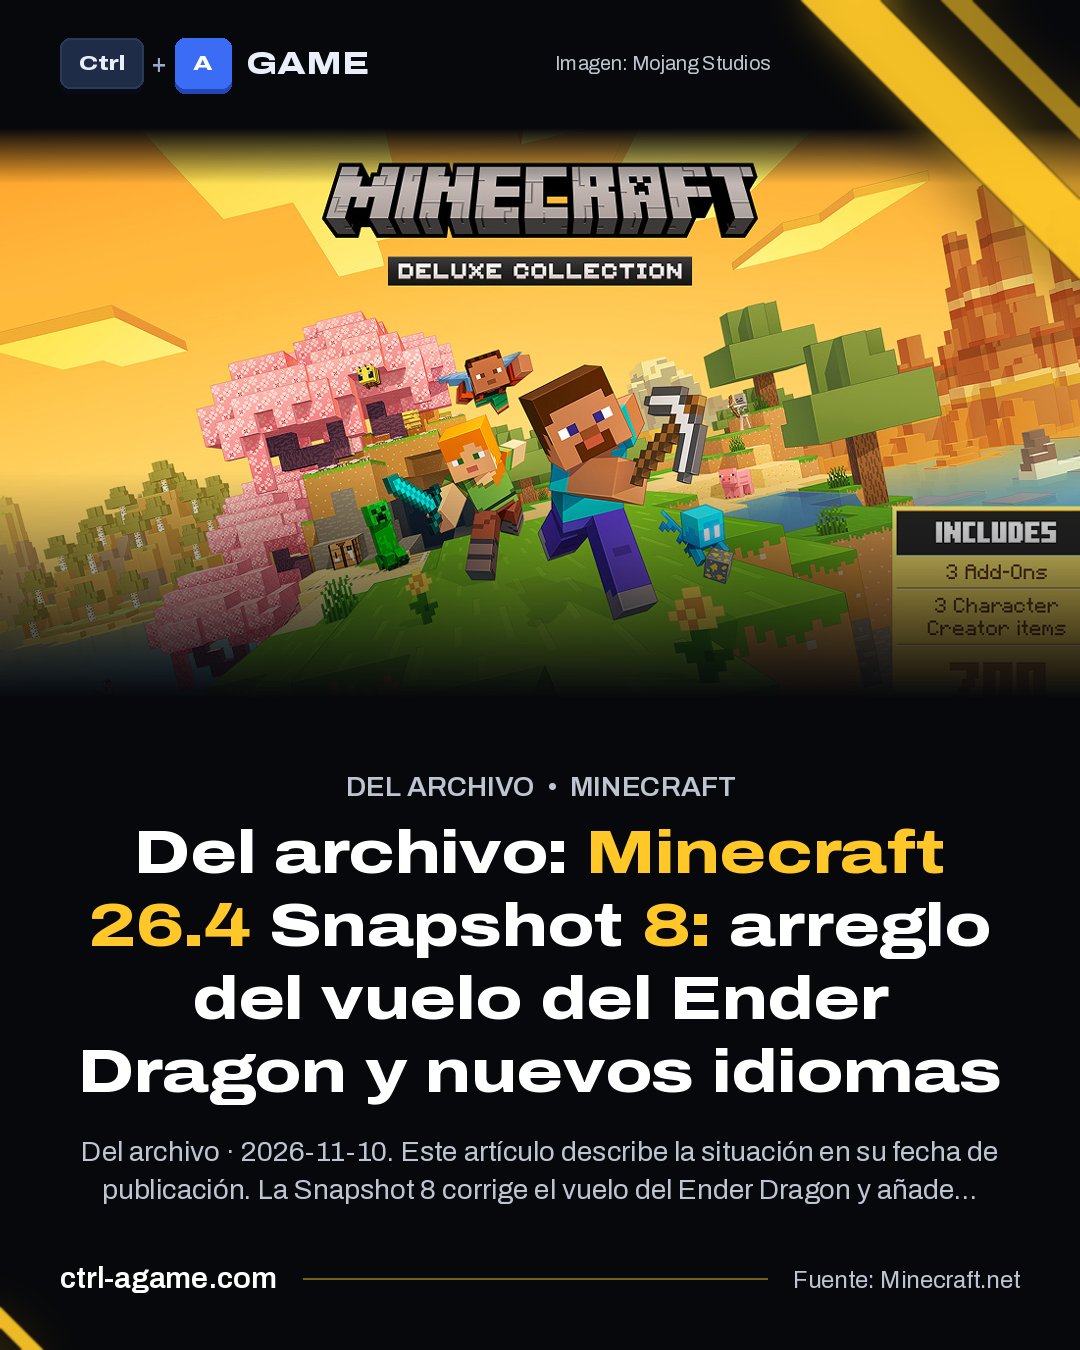 Ctrl + A GAME
Imagen: Mojang Studios
MINECRAFT
DELUXE COLLECTION
INCLUDES
3 Add-Ons
3 Character
Creator items
700
DEL ARCHIVO • MINECRAFT
Del archivo: Minecraft
26.4 Snapshot 8: arreglo
del vuelo del Ender
Dragon y nuevos idiomas
Del archivo · 2026-11-10. Este artículo describe la situación en su fecha de
publicación. La Snapshot 8 corrige el vuelo del Ender Dragon y añade...
ctrl-agame.com
Fuente: Minecraft.net